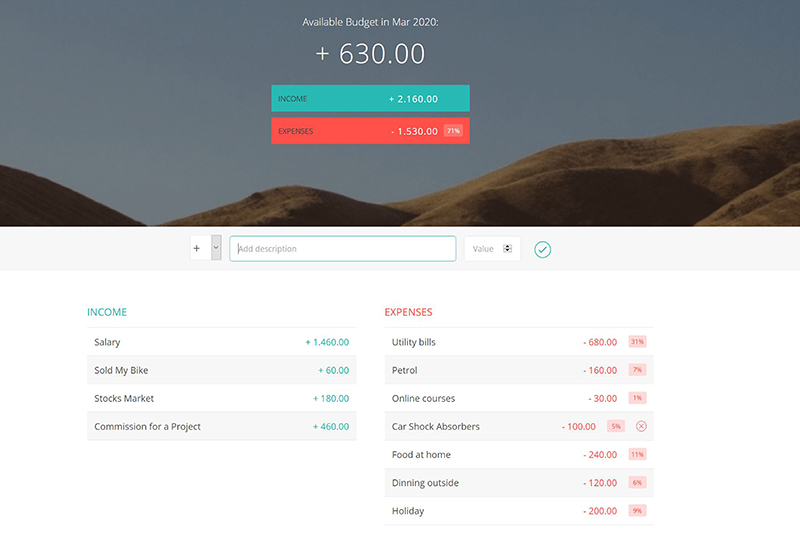 Available Budget in Mar 2020:
+ 630.00
INCOME + 2.160.00
EXPENSES - 1.530.00 71%
+ Add description Value
INCOME
Salary + 1.460.00
Sold My Bike + 60.00
Stocks Market + 180.00
Commission for a Project + 460.00
EXPENSES
Utility bills - 680.00 31%
Petrol - 160.00 7%
Online courses - 30.00 1%
Car Shock Absorbers - 100.00 5%
Food at home - 240.00 11%
Dinning outside - 120.00 6%
Holiday - 200.00 9%